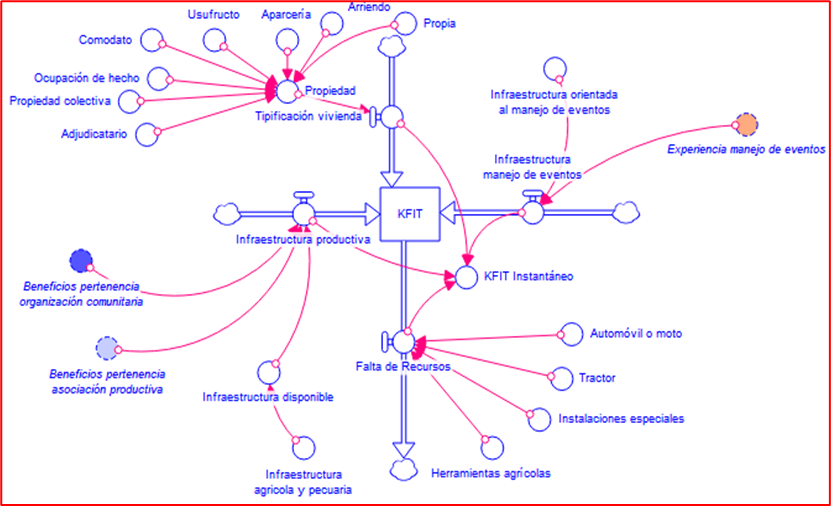 Usufructo
Aparcería
Arriendo
Propia
Comodato
Ocupación de hecho
Propiedad colectiva
Adjudicatario
Propiedad
Tipificación vivienda
Infraestructura orientada
al manejo de eventos
Infraestructura
manejo de eventos
Experiencia manejo de eventos
KFIT
Infraestructura productiva
KFIT Instantáneo
Beneficios pertenencia
organización comunitaria
Beneficios pertenencia
asociación productiva
Infraestructura disponible
Infraestructura
agricola y pecuaria
Falta de Recursos
Automóvil o moto
Tractor
Instalaciones especiales
Herramientas agrícolas